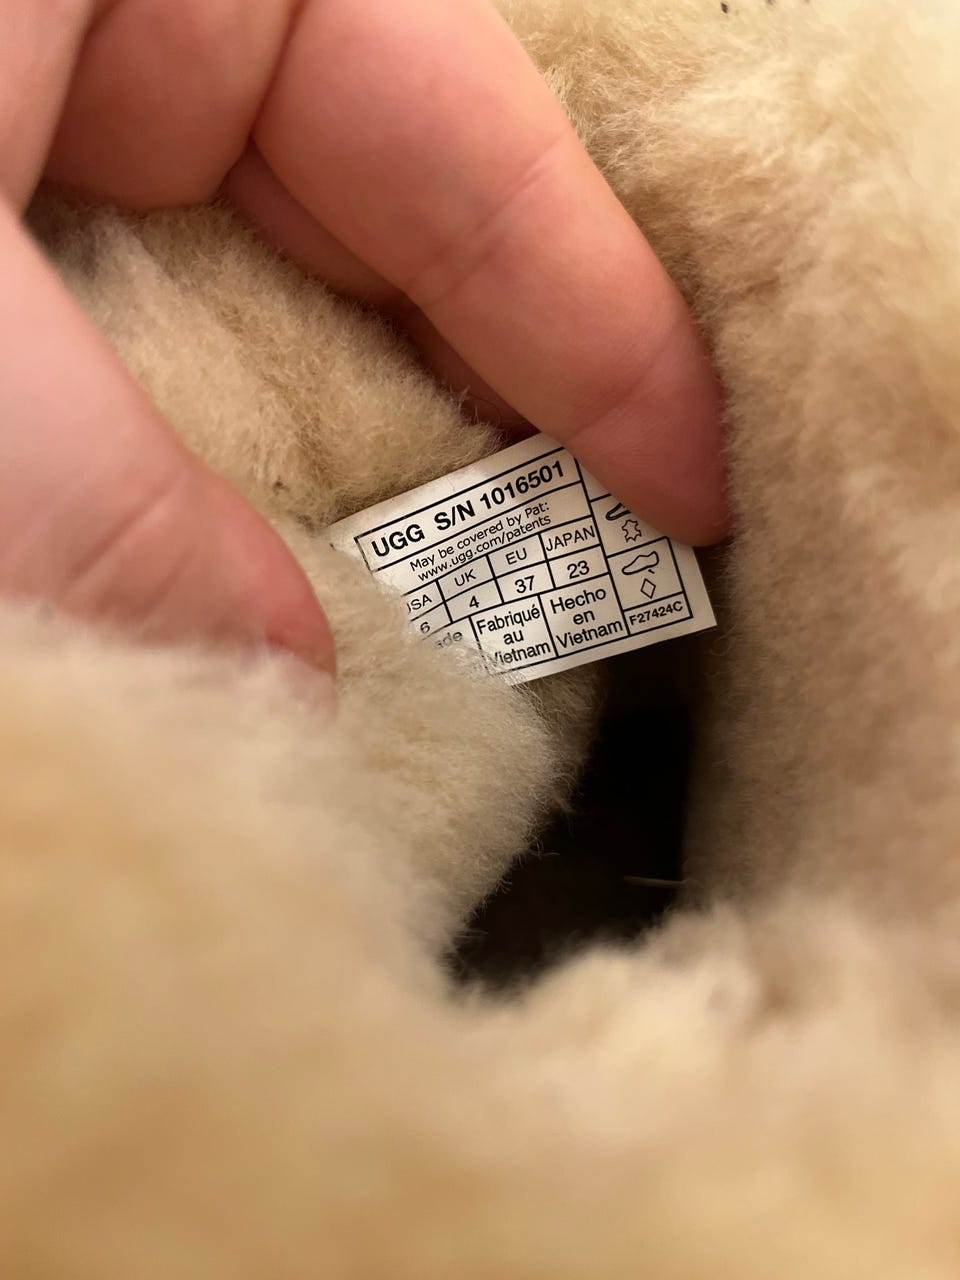 UGG S/N 1016501
May be covered by Pat:
www.ugg.com/patents
UK EU JAPAN
6 4 37 23
Fabriqué au Vietnam
Hecho en Vietnam
F27424C